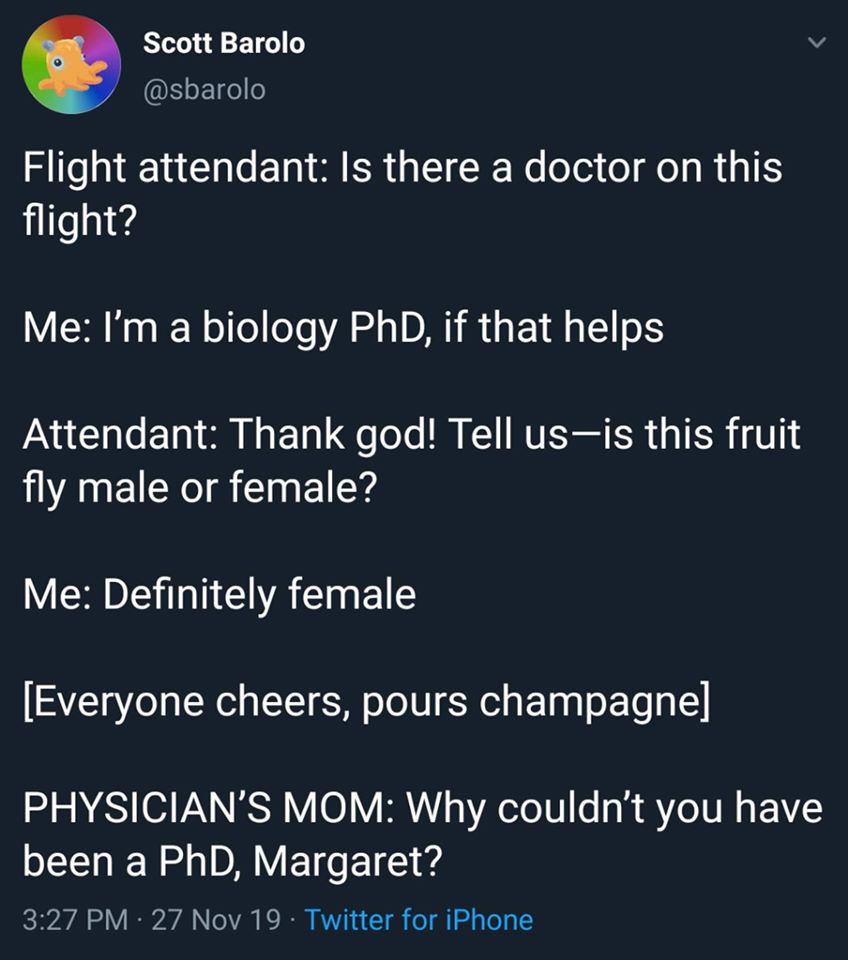 Scott Barolo
@sbarolo
Flight attendant: Is there a doctor on this
flight?
Me: I’m a biology PhD, if that helps
Attendant: Thank god! Tell us—is this fruit
fly male or female?
Me: Definitely female
[Everyone cheers, pours champagne]
PHYSICIAN’S MOM: Why couldn’t you have
been a PhD, Margaret?
3:27 PM · 27 Nov 19 · Twitter for iPhone